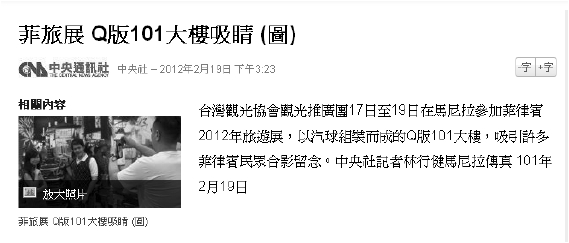 菲旅展 Q版101大樓吸睛 (圖)
中央通訊社
THE CENTRAL NEWS AGENCY
中央社 – 2012年2月19日 下午3:23
-字 +字
相關內容
放大照片
菲旅展 Q版101大樓吸睛 (圖)
台灣觀光協會觀光推廣團17日至19日在馬尼拉參加菲律賓
2012年旅遊展，以汽球組裝而成的Q版101大樓，吸引許多
菲律賓民眾合影留念。中央社記者林行健馬尼拉傳真 101年
2月19日